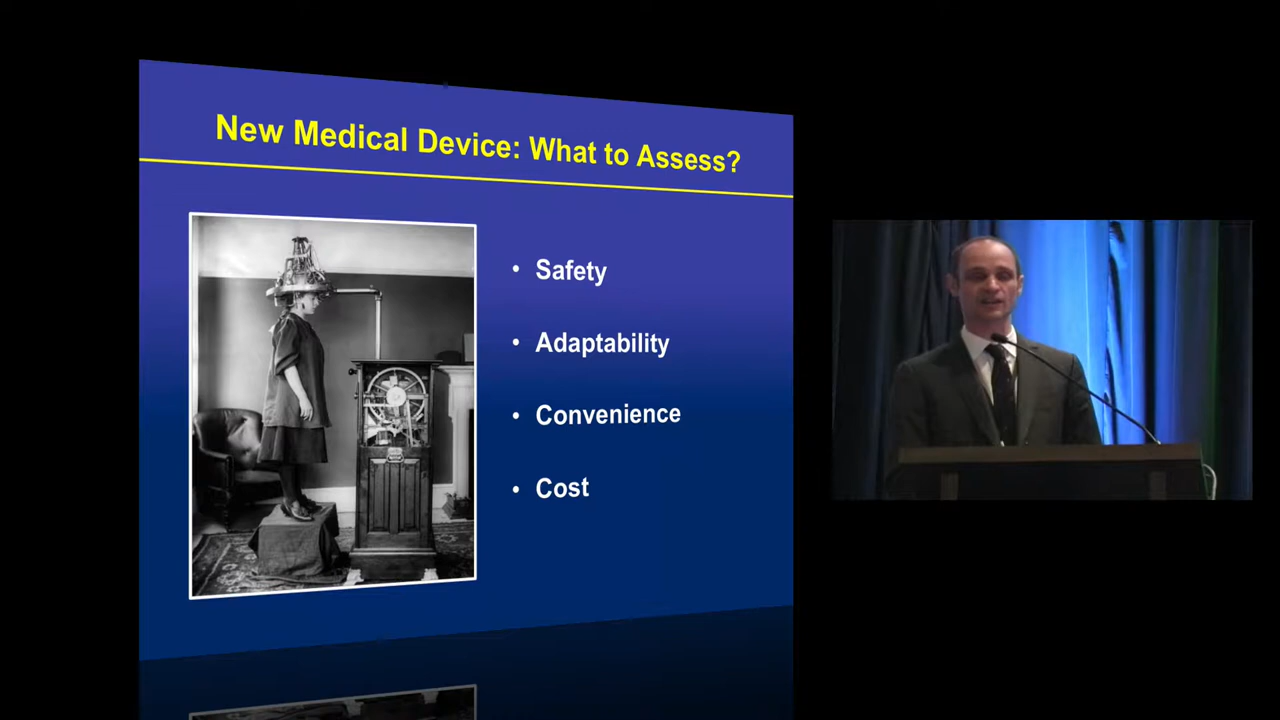 New Medical Device: What to Assess?
• Safety
• Adaptability
• Convenience
• Cost